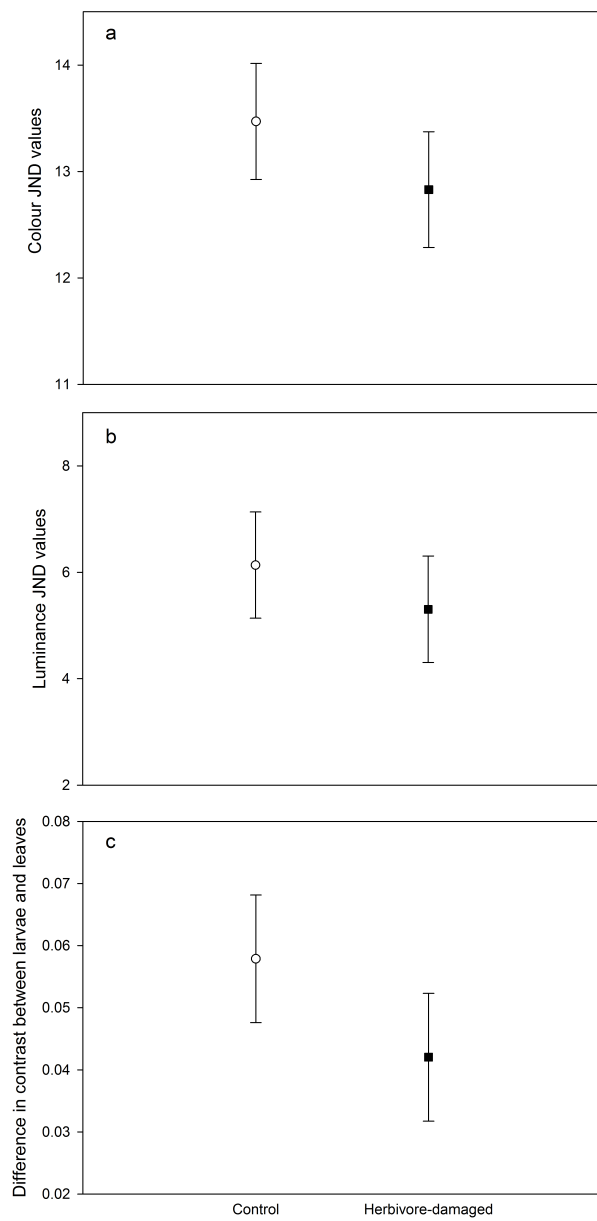 a
14
13
12
11
Colour JND values
b
8
6
4
2
Luminance JND values
c
0.08
0.07
0.06
0.05
0.04
0.03
0.02
Difference in contrast between larvae and leaves
Control Herbivore-damaged